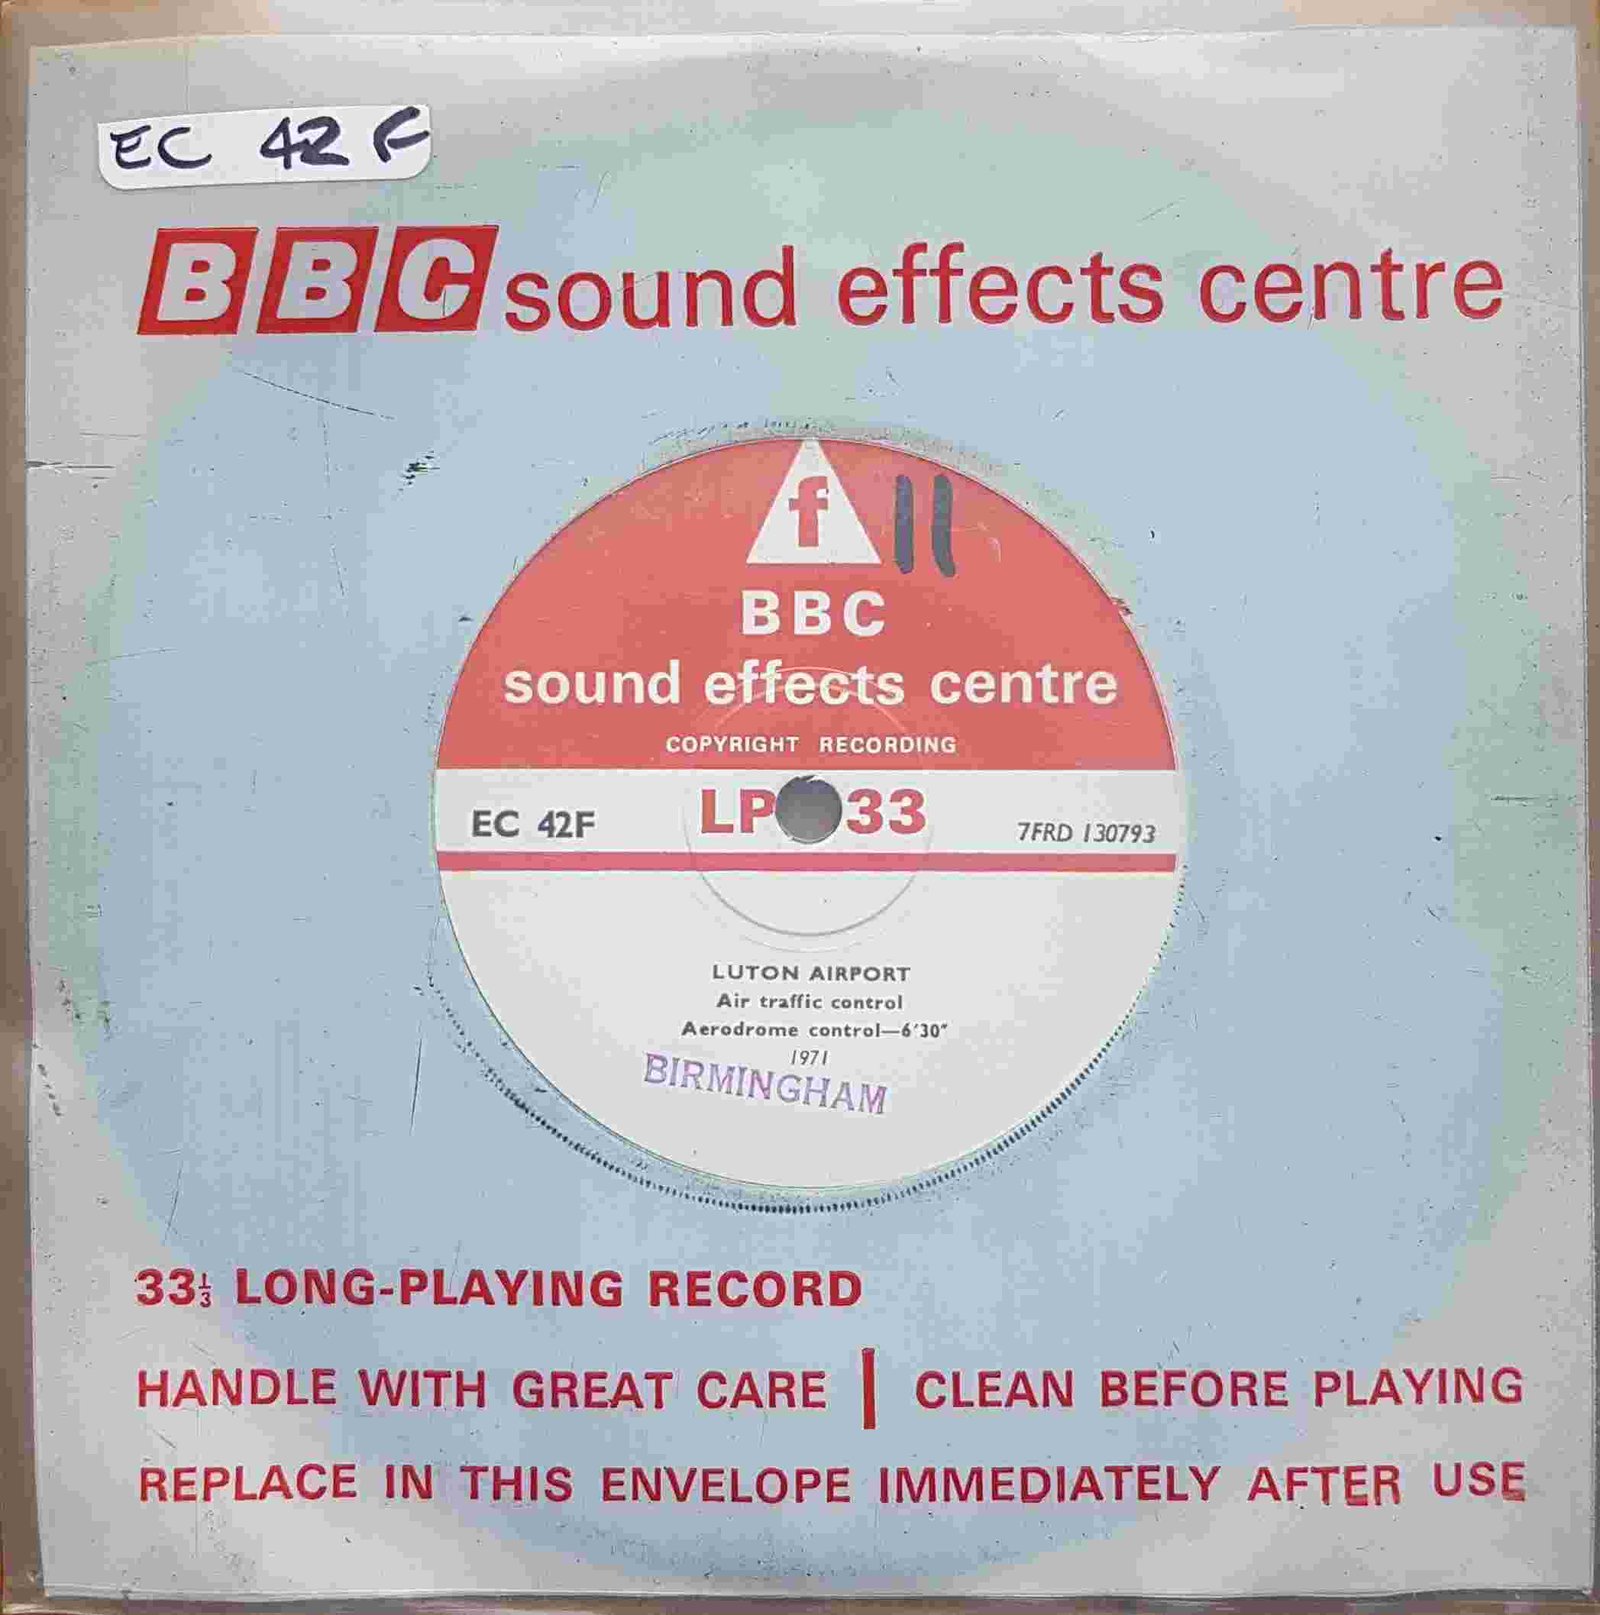 EC 42 F
BBC sound effects centre
f 11
BBC
sound effects centre
COPYRIGHT RECORDING
EC 42F LP 33 7FRD 130793
LUTON AIRPORT
Air traffic control
Aerodrome control—6'30"
1971
BIRMINGHAM
33⅓ LONG-PLAYING RECORD
HANDLE WITH GREAT CARE | CLEAN BEFORE PLAYING
REPLACE IN THIS ENVELOPE IMMEDIATELY AFTER USE